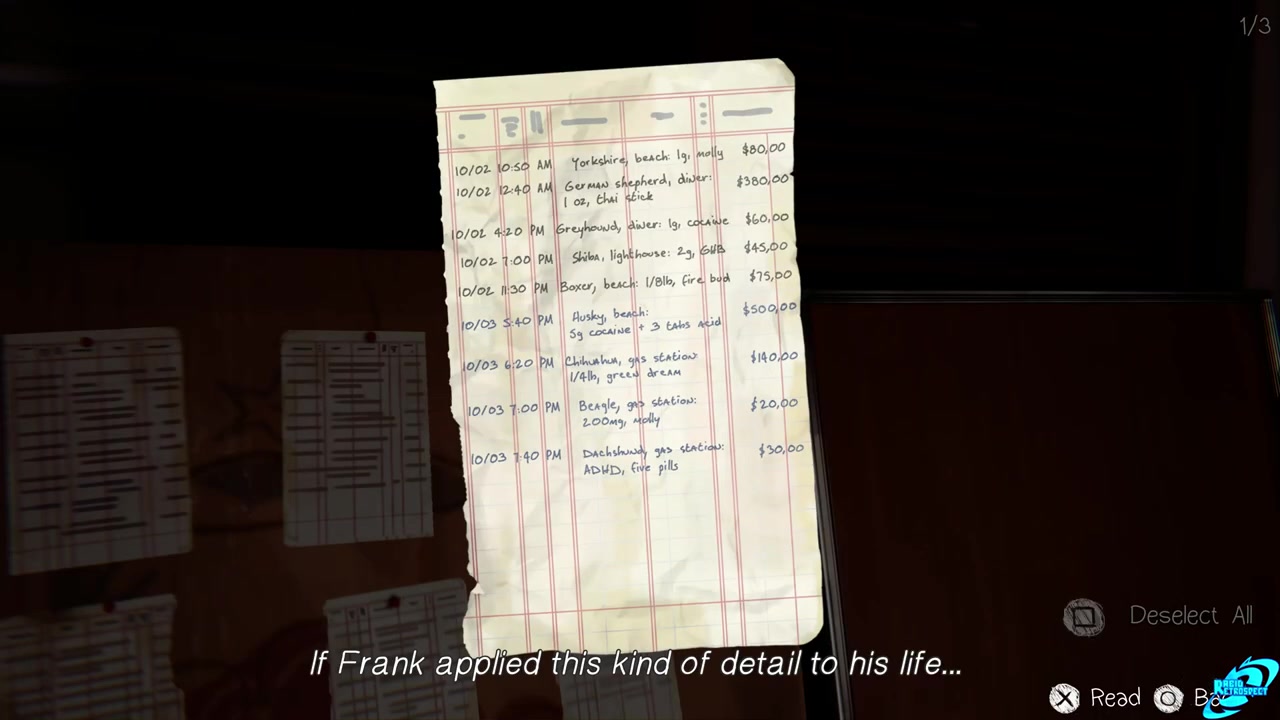 1/3
10/02 10:50 AM Yorkshire, beach: 1g, molly $80,00
10/02 12:40 AM German shepherd, diner: $380,00
1 oz, thai stick
10/02 4:20 PM Greyhound, diner: 1g, cocaine $60,00
10/02 7:00 PM Shiba, lighthouse: 2g, GHB $45,00
10/02 11:30 PM Boxer, beach: 1/8lb, fire bud $75,00
10/03 5:40 PM Husky, beach: $500,00
5g cocaine + 3 tabs acid
10/03 6:20 PM Chihuahua, gas station: $140,00
1/4lb, green dream
10/03 7:00 PM Beagle, gas station: $20,00
200mg, molly
10/03 7:40 PM Dachshund, gas station: $30,00
ADHD, five pills
Deselect All
If Frank applied this kind of detail to his life...
Read
RETROSPECT